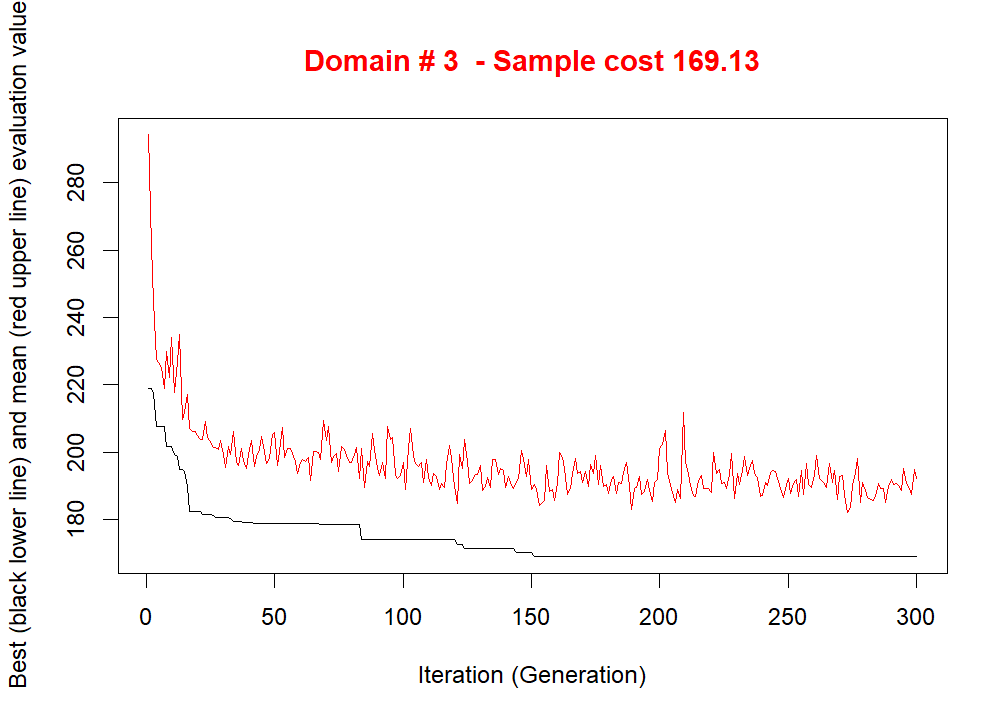 Domain # 3  - Sample cost 169.13
Best (black lower line) and mean (red upper line) evaluation value
280
260
240
220
200
180
0 50 100 150 200 250 300
Iteration (Generation)